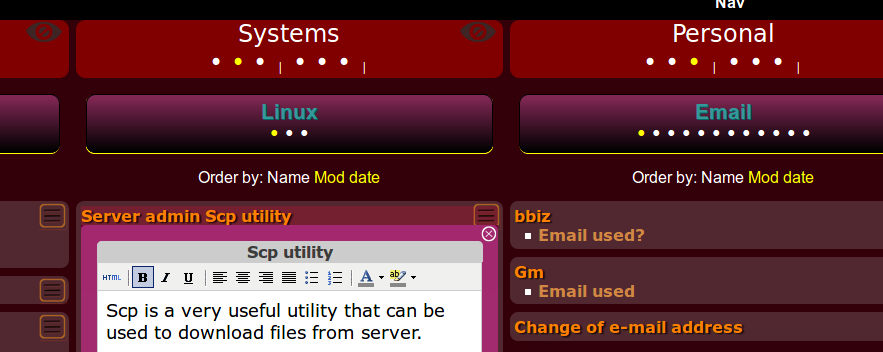 Nav
Systems
Personal
Linux
Email
Order by: Name Mod date
Order by: Name Mod date
Server admin Scp utility
Scp utility
HTML B I U A ab
Scp is a very useful utility that can be
used to download files from server.
bbiz
Email used?
Gm
Email used
Change of e-mail address